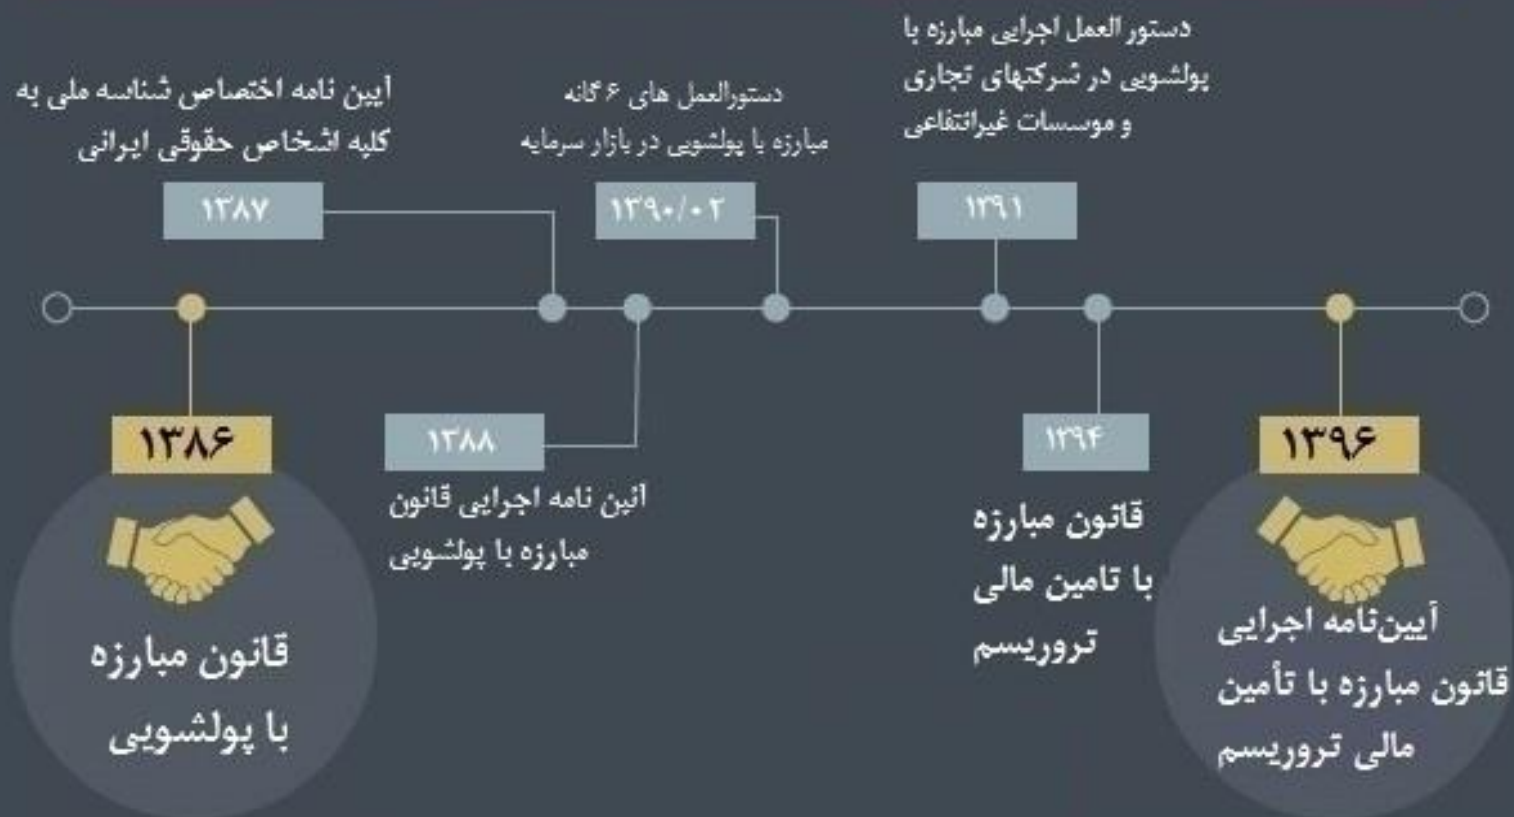 دستور العمل اجرایی مبارزه با
پولشویی در شرکتهای تجاری
و موسسات غیرانتفاعی
۱۳۹۱
دستورالعمل های ۶ گانه
مبارزه با پولشویی در بازار سرمایه
۱۳۹۰/۰۲
آیین نامه اختصاص شناسه ملی به
کلیه اشخاص حقوقی ایرانی
۱۳۸۷
۱۳۹۶
آیین‌نامه اجرایی
قانون مبارزه با تأمین
مالی تروریسم
۱۳۹۴
قانون مبارزه
با تامین مالی
تروریسم
۱۳۸۸
آئین نامه اجرایی قانون
مبارزه با پولشویی
۱۳۸۶
قانون مبارزه
با پولشویی